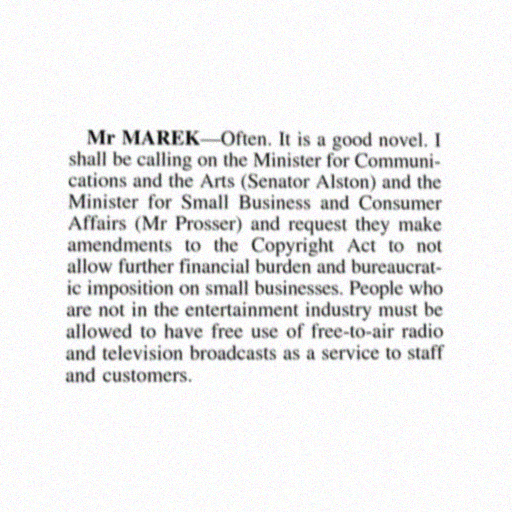 Mr MAREK—Often. It is a good novel. I
shall be calling on the Minister for Communi-
cations and the Arts (Senator Alston) and the
Minister for Small Business and Consumer
Affairs (Mr Prosser) and request they make
amendments to the Copyright Act to not
allow further financial burden and bureaucrat-
ic imposition on small businesses. People who
are not in the entertainment industry must be
allowed to have free use of free-to-air radio
and television broadcasts as a service to staff
and customers.